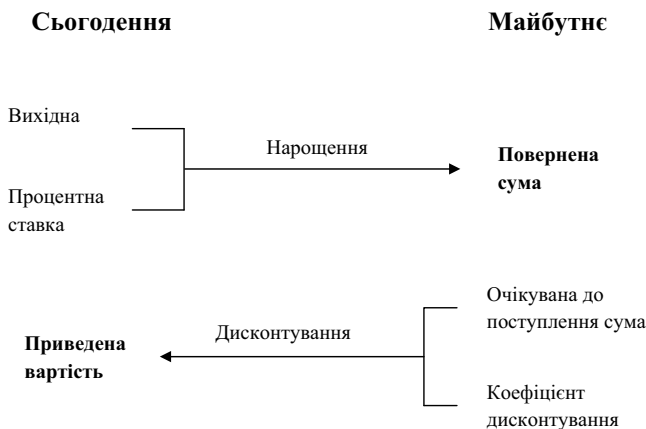 Сьогодення
Майбутнє
Вихідна
Процентна
ставка
Нарощення
Повернена
сума
Приведена
вартість
Дисконтування
Очікувана до
поступлення сума
Коефіцієнт
дисконтування